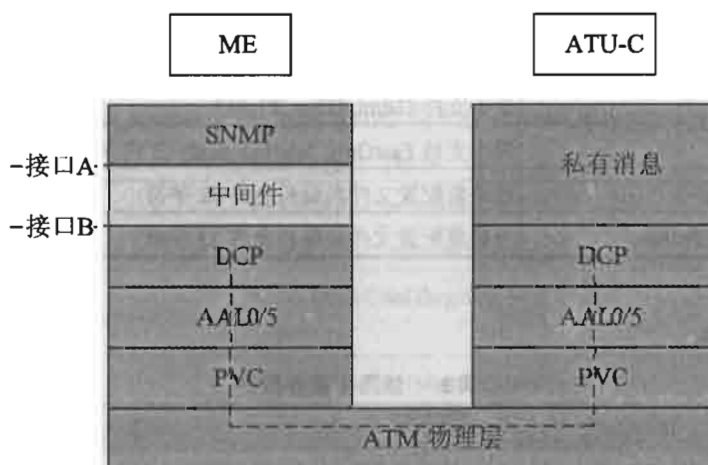 ME ATU-C
SNMP
接口A
私有消息
中间件
接口B
DCP DCP
AAL0/5 AAL0/5
PVC PVC
ATM 物理层